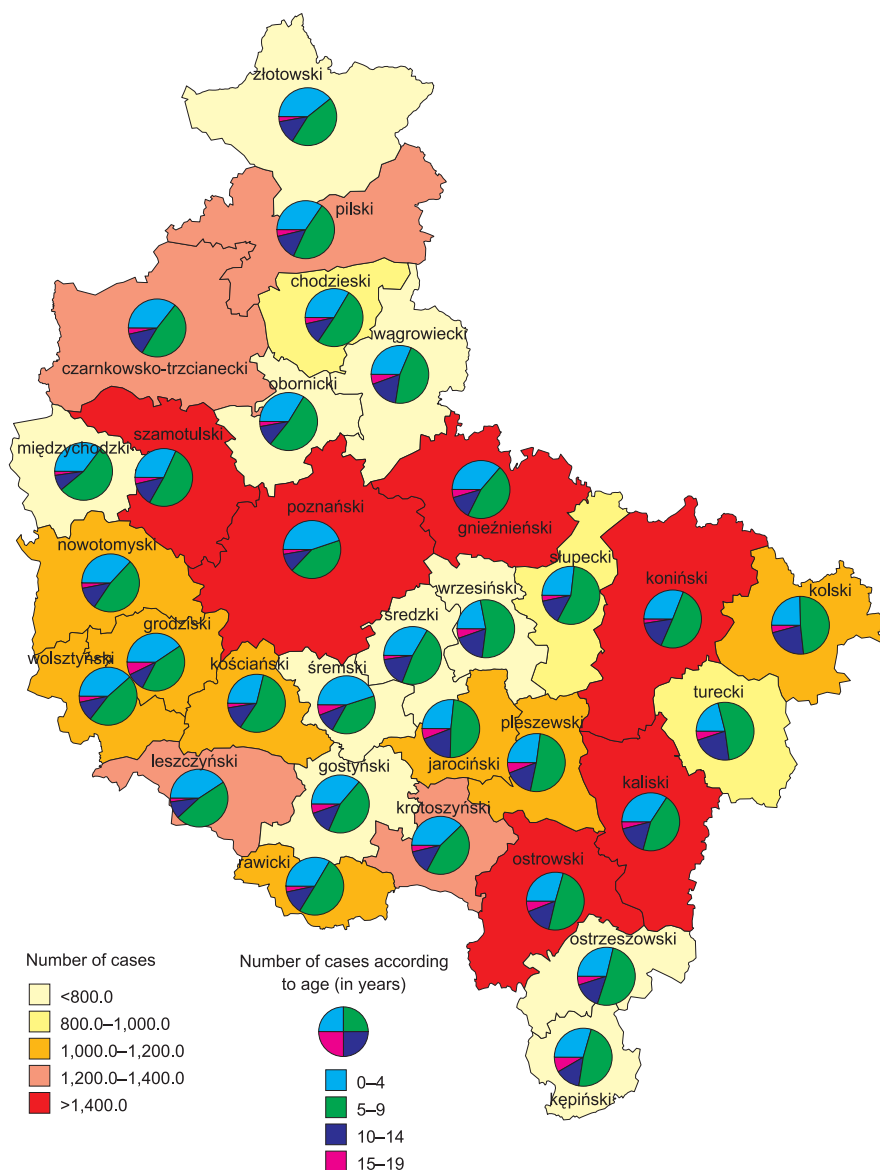 złotowski
pilski
chodzieski
wągrowiecki
czarnkowsko-trzcianecki
obornicki
szamotulski
międzychodzki
poznański
gnieźnieński
nowotomyski
słupecki
koniński
wrzesiński
kolski
grodziski
średzki
wolsztyński
kościański
śremski
turecki
pleszewski
leszczyński
gostyński
jarociński
kaliski
krotoszyński
rawicki
ostrowski
ostrzeszowski
kępiński
Number of cases
<800.0
800.0–1,000.0
1,000.0–1,200.0
1,200.0–1,400.0
>1,400.0
Number of cases according
to age (in years)
0–4
5–9
10–14
15–19